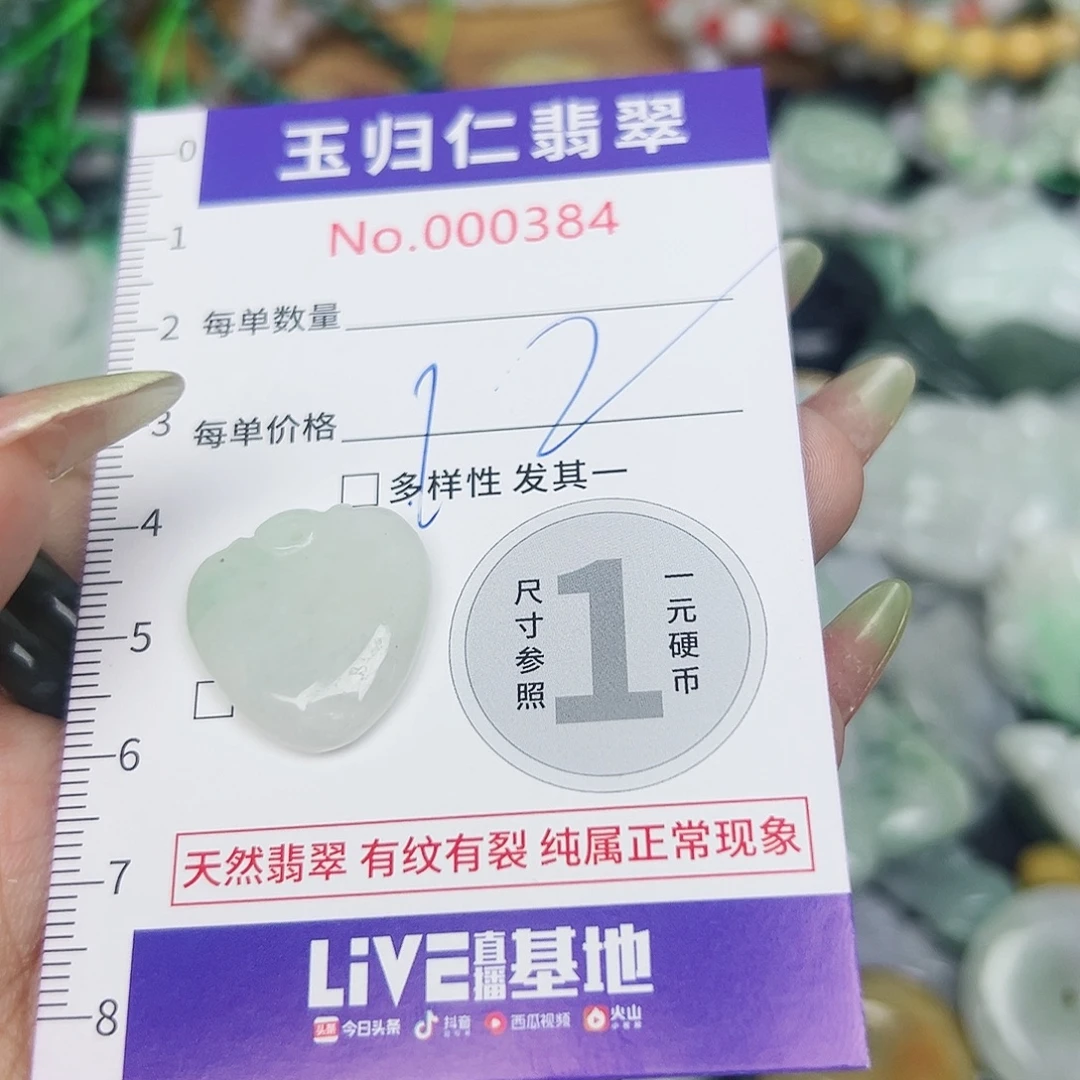 玉归仁翡翠
No.000384
每单数量
每单价格
12
多样性 发其一
尺寸参照
1
一元硬币
天然翡翠 有纹有裂 纯属正常现象
LiVE直播基地
头条 今日头条 抖音 西瓜视频 火山
0
1
2
3
4
5
6
7
8